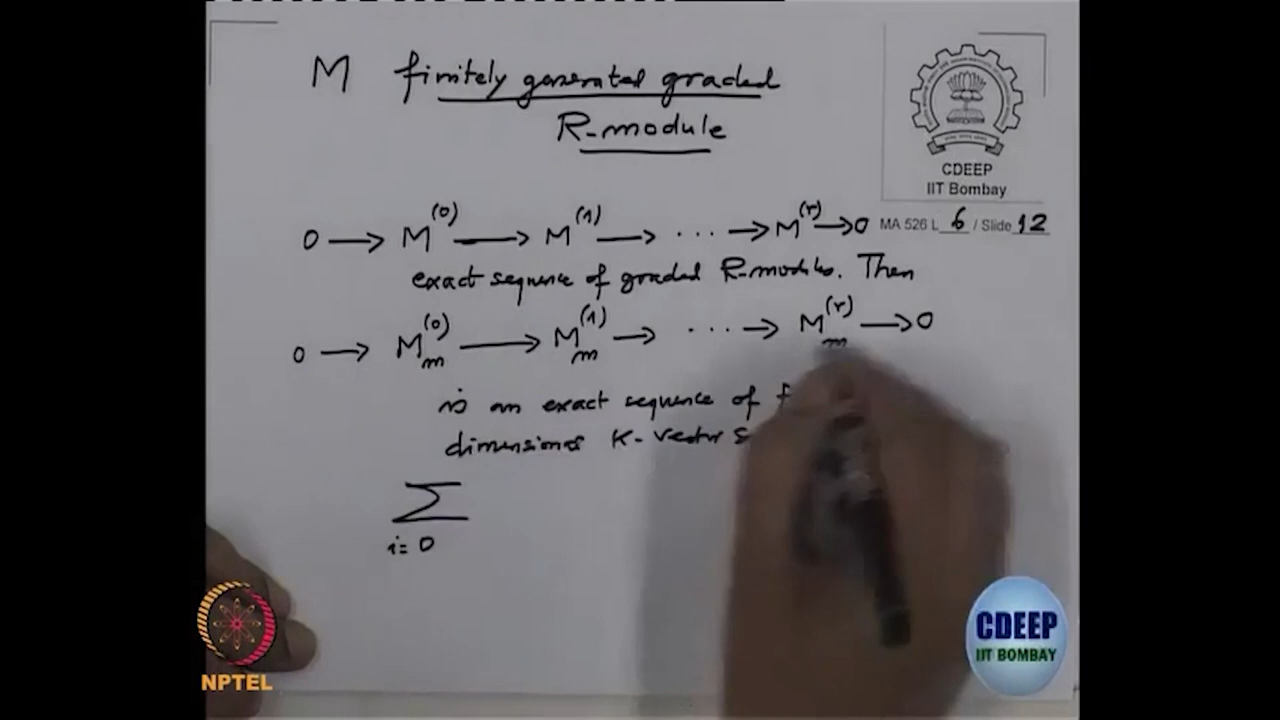 M finitely generated graded
R-module
CDEEP
IIT Bombay
MA 526 L 6 / Slide 12
0 → M^(0) → M^(1) → ··· → M^(r) → 0
exact sequence of graded R-modules. Then
0 → M_m^(0) → M_m^(1) → ··· → M_m^(r) → 0
is an exact sequence of f
dimensional K-vector s
Σ
i=0
NPTEL
CDEEP
IIT BOMBAY